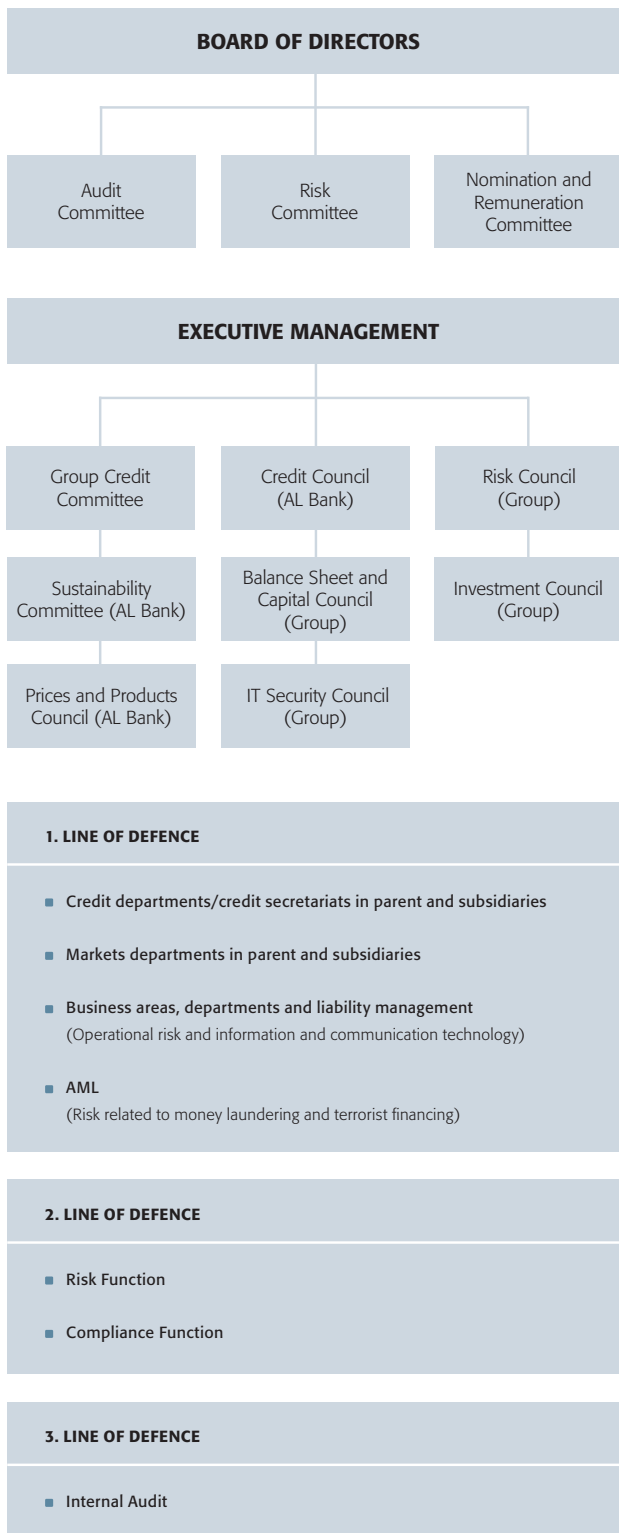 BOARD OF DIRECTORS
Audit
Committee
Risk
Committee
Nomination and
Remuneration
Committee
EXECUTIVE MANAGEMENT
Group Credit
Committee
Credit Council
(AL Bank)
Risk Council
(Group)
Sustainability
Committee (AL Bank)
Balance Sheet and
Capital Council
(Group)
Investment Council
(Group)
Prices and Products
Council (AL Bank)
IT Security Council
(Group)
1. LINE OF DEFENCE
Credit departments/credit secretariats in parent and subsidiaries
Markets departments in parent and subsidiaries
Business areas, departments and liability management
(Operational risk and information and communication technology)
AML
(Risk related to money laundering and terrorist financing)
2. LINE OF DEFENCE
Risk Function
Compliance Function
3. LINE OF DEFENCE
Internal Audit